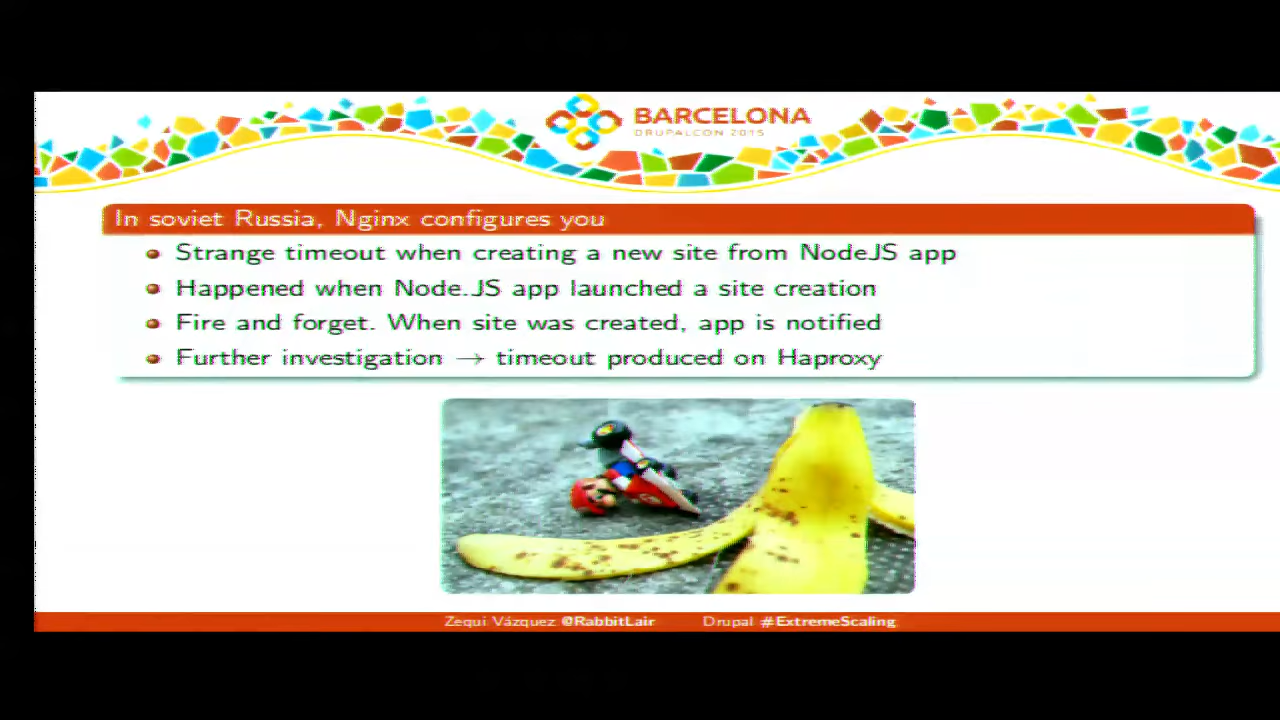 BARCELONA
DRUPALCON 2015
In soviet Russia, Nginx configures you
Strange timeout when creating a new site from NodeJS app
Happened when Node.JS app launched a site creation
Fire and forget. When site was created, app is notified
Further investigation → timeout produced on Haproxy
Zequi Vázquez @RabbitLair Drupal #ExtremeScaling